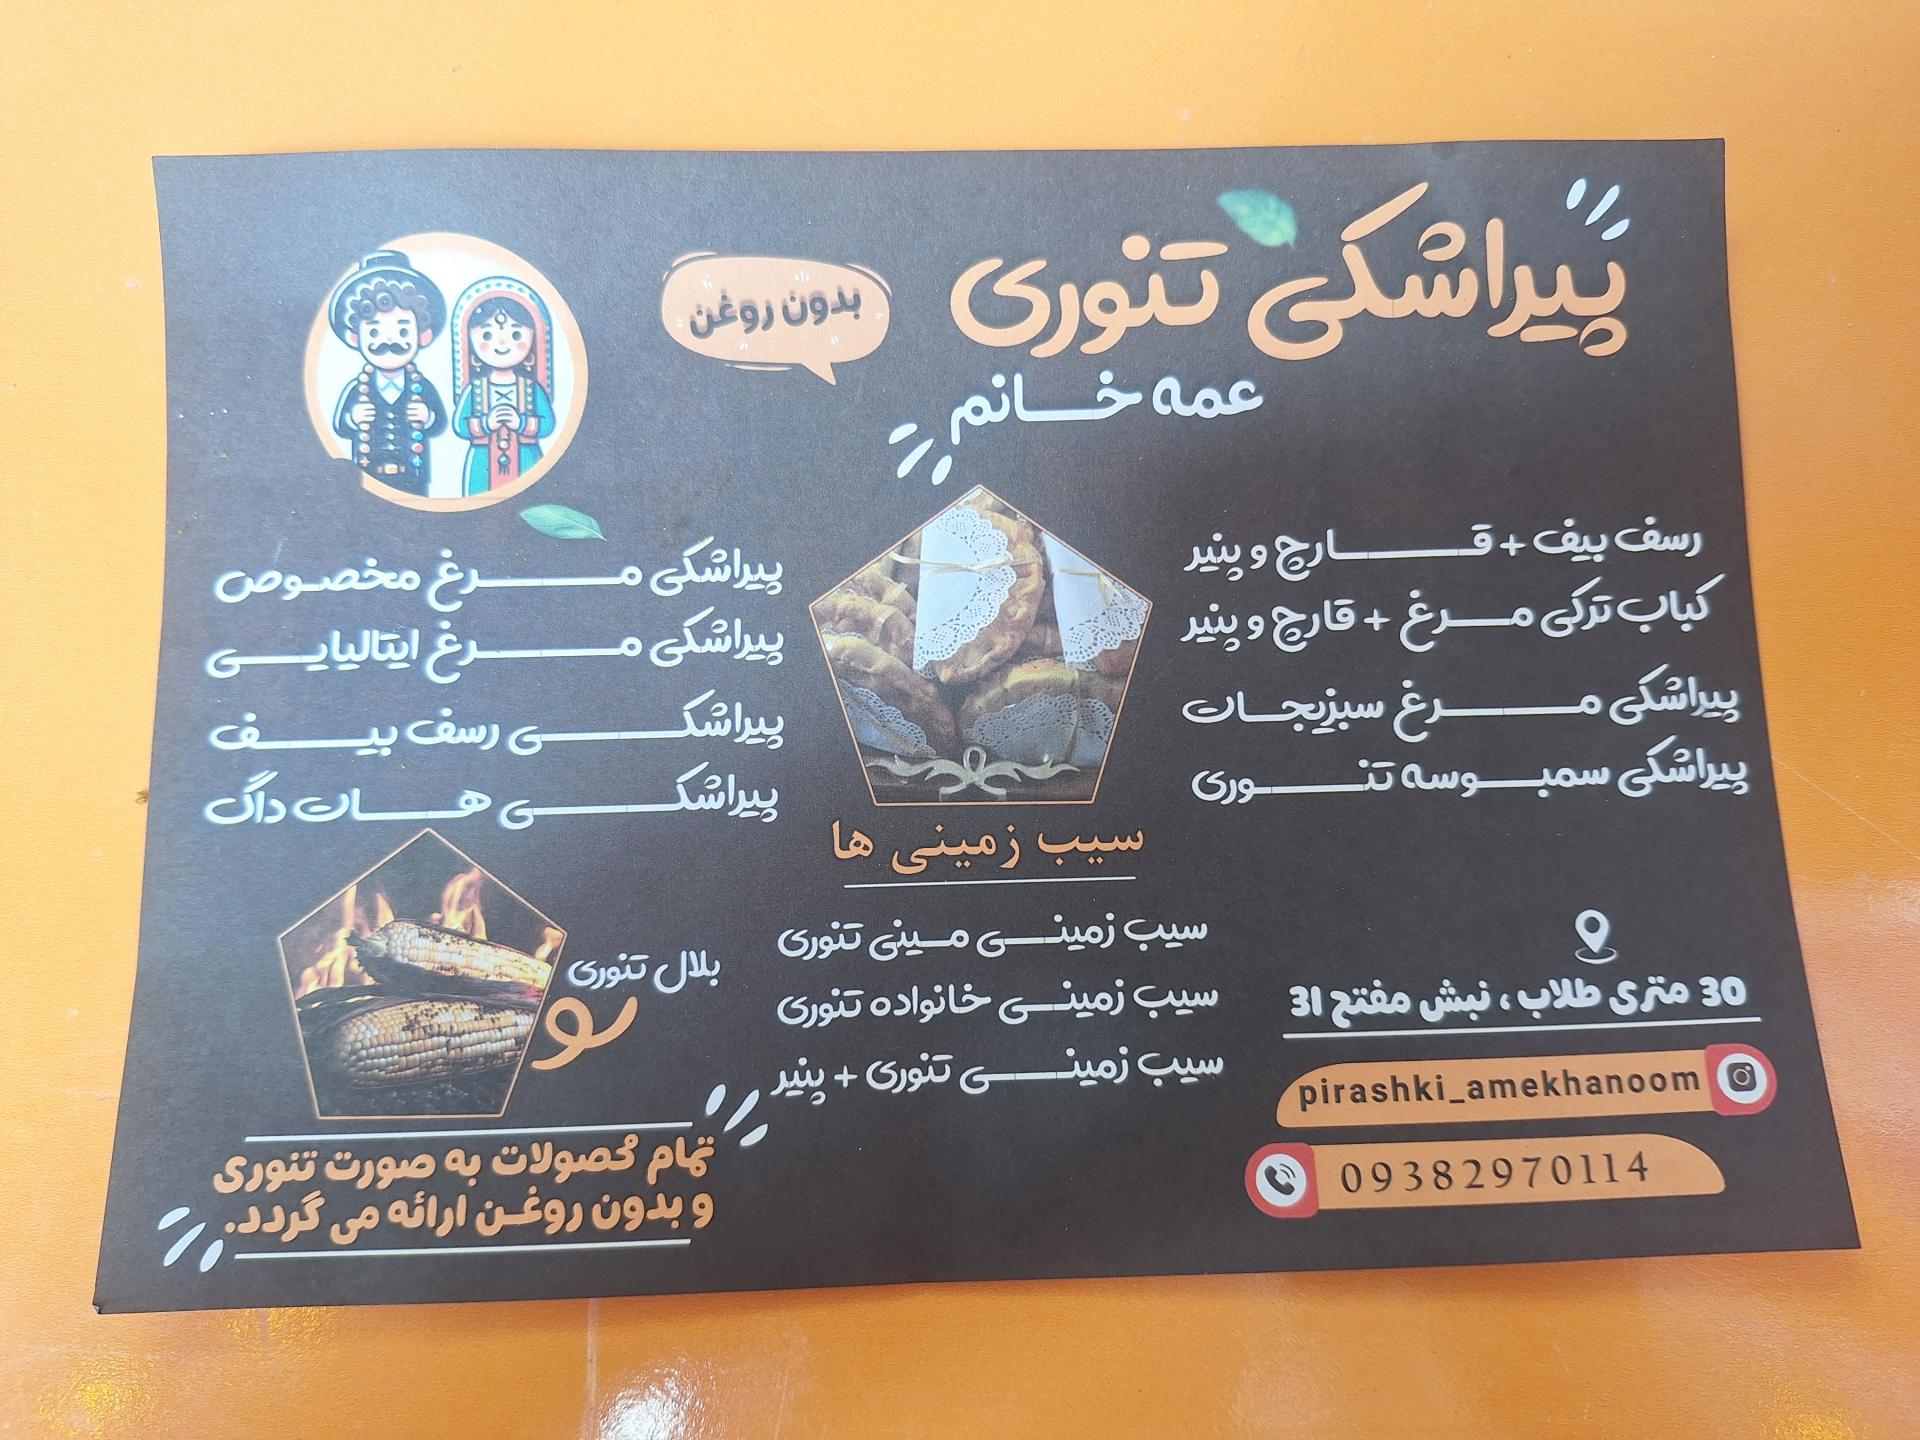 پیراشکی تنوری
بدون روغن
عمه خانم
رسف بیف + قارچ و پنیر
کباب ترکی مرغ + قارچ و پنیر
پیراشکی مرغ سبزیجات
پیراشکی سمبوسه تنوری
پیراشکی مرغ مخصوص
پیراشکی مرغ ایتالیایی
پیراشکی رسف بیف
پیراشکی هات داگ
سیب زمینی ها
سیب زمینی مینی تنوری
سیب زمینی خانواده تنوری
سیب زمینی تنوری + پنیر
بلال تنوری
تمام محصولات به صورت تنوری
و بدون روغن ارائه می گردد.
30 متری طلاب ، نبش مفتح 31
pirashki_amekhanoom
09382970114